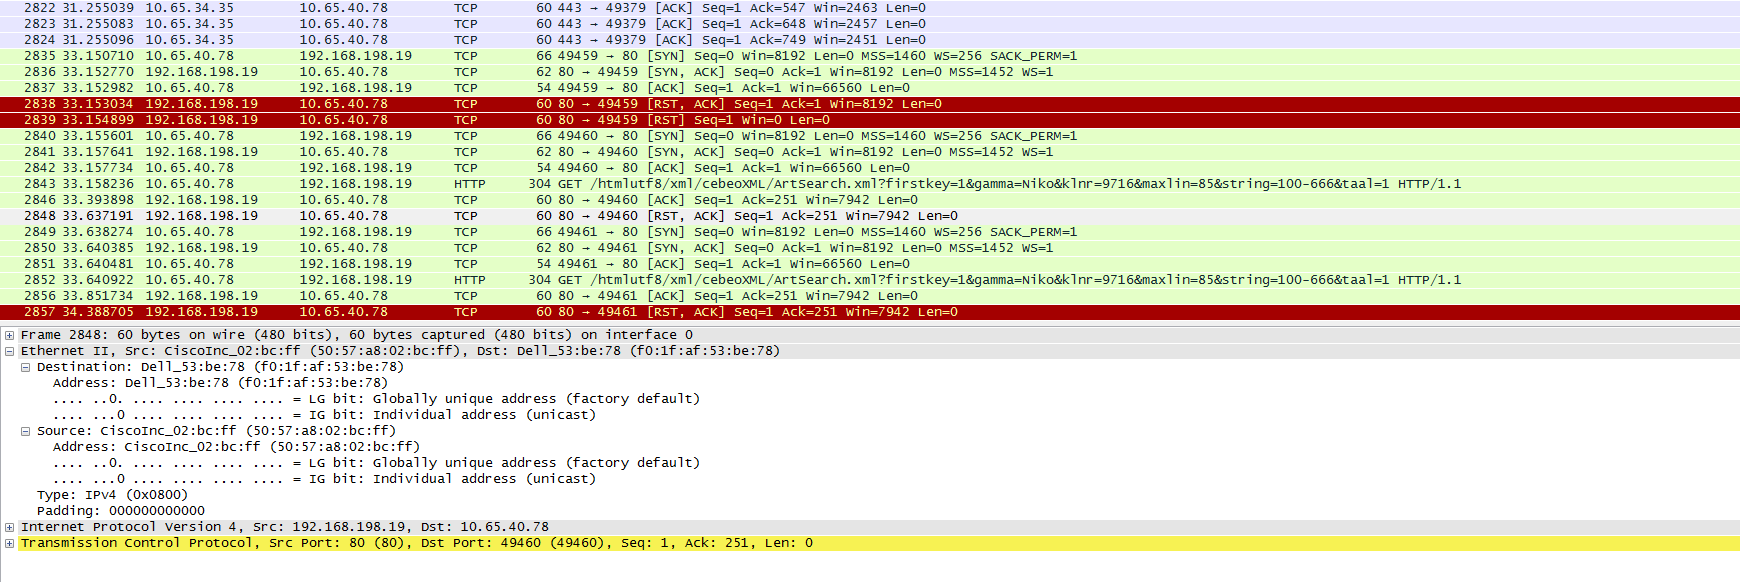 2822 31.255039 10.65.34.35 10.65.40.78 TCP 60 443 → 49379 [ACK] Seq=1 Ack=547 Win=2463 Len=0
2823 31.255083 10.65.34.35 10.65.40.78 TCP 60 443 → 49379 [ACK] Seq=1 Ack=648 Win=2457 Len=0
2824 31.255096 10.65.34.35 10.65.40.78 TCP 60 443 → 49379 [ACK] Seq=1 Ack=749 Win=2451 Len=0
2835 33.150710 10.65.40.78 192.168.198.19 TCP 66 49459 → 80 [SYN] Seq=0 Win=8192 Len=0 MSS=1460 WS=256 SACK_PERM=1
2836 33.152770 192.168.198.19 10.65.40.78 TCP 62 80 → 49459 [SYN, ACK] Seq=0 Ack=1 Win=8192 Len=0 MSS=1452 WS=1
2837 33.152982 10.65.40.78 192.168.198.19 TCP 54 49459 → 80 [ACK] Seq=1 Ack=1 Win=66560 Len=0
2838 33.153034 192.168.198.19 10.65.40.78 TCP 60 80 → 49459 [RST, ACK] Seq=1 Ack=1 Win=8192 Len=0
2839 33.154899 192.168.198.19 10.65.40.78 TCP 60 80 → 49459 [RST] Seq=1 Win=0 Len=0
2840 33.155601 10.65.40.78 192.168.198.19 TCP 66 49460 → 80 [SYN] Seq=0 Win=8192 Len=0 MSS=1460 WS=256 SACK_PERM=1
2841 33.157641 192.168.198.19 10.65.40.78 TCP 62 80 → 49460 [SYN, ACK] Seq=0 Ack=1 Win=8192 Len=0 MSS=1452 WS=1
2842 33.157734 10.65.40.78 192.168.198.19 TCP 54 49460 → 80 [ACK] Seq=1 Ack=1 Win=66560 Len=0
2843 33.158236 10.65.40.78 192.168.198.19 HTTP 304 GET /htmlutf8/xml/cebeoXML/ArtSearch.xml?firstkey=1&gamma=Niko&klnr=9716&maxlin=85&string=100-666&taal=1 HTTP/1.1
2846 33.393898 192.168.198.19 10.65.40.78 TCP 60 80 → 49460 [ACK] Seq=1 Ack=251 Win=7942 Len=0
2848 33.637191 192.168.198.19 10.65.40.78 TCP 60 80 → 49460 [RST, ACK] Seq=1 Ack=251 Win=7942 Len=0
2849 33.638274 10.65.40.78 192.168.198.19 TCP 66 49461 → 80 [SYN] Seq=0 Win=8192 Len=0 MSS=1460 WS=256 SACK_PERM=1
2850 33.640385 192.168.198.19 10.65.40.78 TCP 62 80 → 49461 [SYN, ACK] Seq=0 Ack=1 Win=8192 Len=0 MSS=1452 WS=1
2851 33.640481 10.65.40.78 192.168.198.19 TCP 54 49461 → 80 [ACK] Seq=1 Ack=1 Win=66560 Len=0
2852 33.640922 10.65.40.78 192.168.198.19 HTTP 304 GET /htmlutf8/xml/cebeoXML/ArtSearch.xml?firstkey=1&gamma=Niko&klnr=9716&maxlin=85&string=100-666&taal=1 HTTP/1.1
2856 33.851734 192.168.198.19 10.65.40.78 TCP 60 80 → 49461 [ACK] Seq=1 Ack=251 Win=7942 Len=0
2857 34.388705 192.168.198.19 10.65.40.78 TCP 60 80 → 49461 [RST, ACK] Seq=1 Ack=251 Win=7942 Len=0
Frame 2848: 60 bytes on wire (480 bits), 60 bytes captured (480 bits) on interface 0
Ethernet II, Src: CiscoInc_02:bc:ff (50:57:a8:02:bc:ff), Dst: Dell_53:be:78 (f0:1f:af:53:be:78)
Destination: Dell_53:be:78 (f0:1f:af:53:be:78)
Address: Dell_53:be:78 (f0:1f:af:53:be:78)
.... ..0. .... .... .... .... = LG bit: Globally unique address (factory default)
.... ...0 .... .... .... .... = IG bit: Individual address (unicast)
Source: CiscoInc_02:bc:ff (50:57:a8:02:bc:ff)
Address: CiscoInc_02:bc:ff (50:57:a8:02:bc:ff)
.... ..0. .... .... .... .... = LG bit: Globally unique address (factory default)
.... ...0 .... .... .... .... = IG bit: Individual address (unicast)
Type: IPv4 (0x0800)
Padding: 000000000000
Internet Protocol Version 4, Src: 192.168.198.19, Dst: 10.65.40.78
Transmission Control Protocol, Src Port: 80 (80), Dst Port: 49460 (49460), Seq: 1, Ack: 251, Len: 0